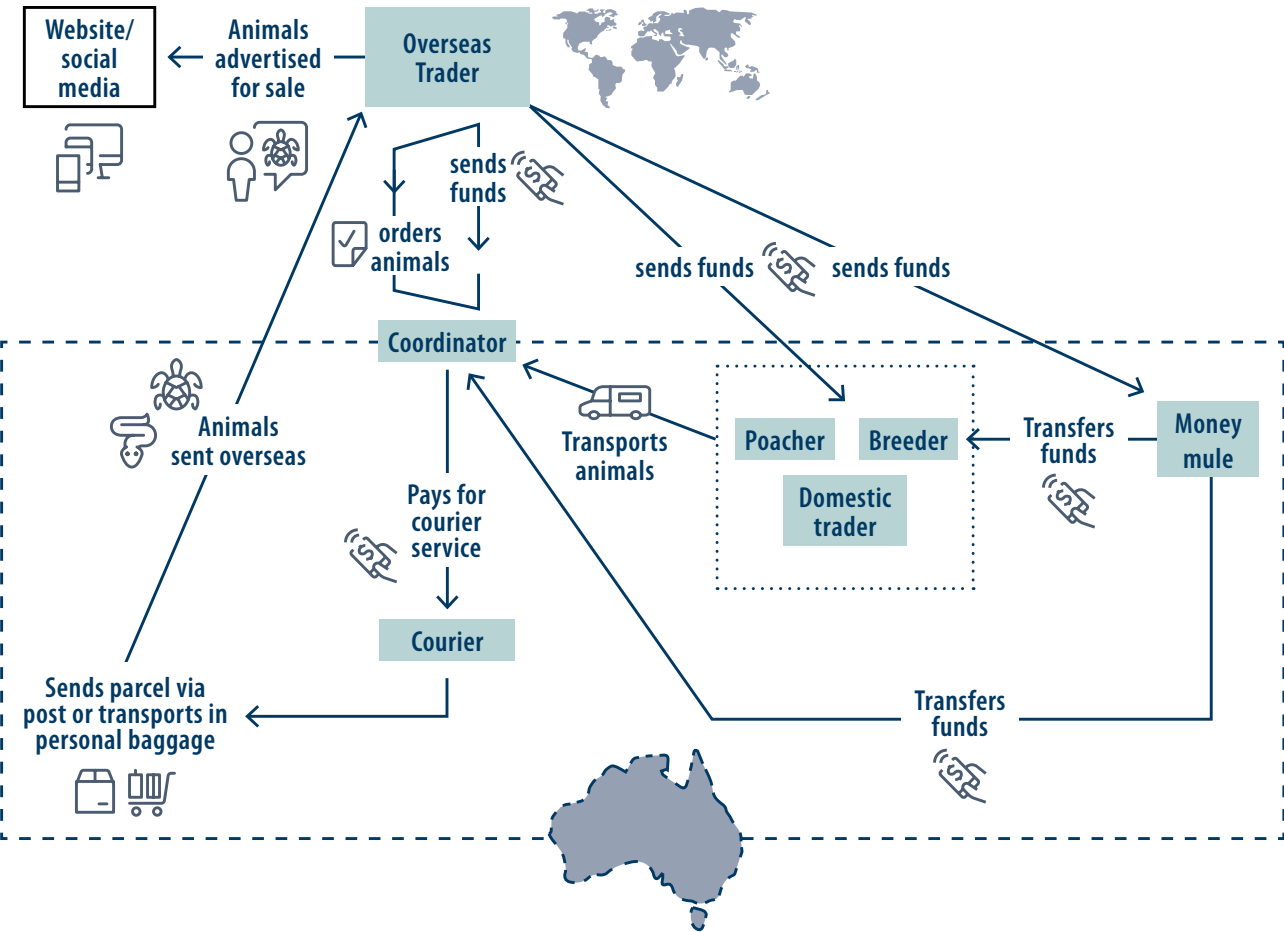 Website/
social
media
Animals
advertised
for sale
Overseas
Trader
sends
funds
orders
animals
sends funds
sends funds
Coordinator
Animals
sent overseas
Transports
animals
Poacher
Breeder
Domestic
trader
Transfers
funds
Money
mule
Pays for
courier
service
Courier
Sends parcel via
post or transports in
personal baggage
Transfers
funds